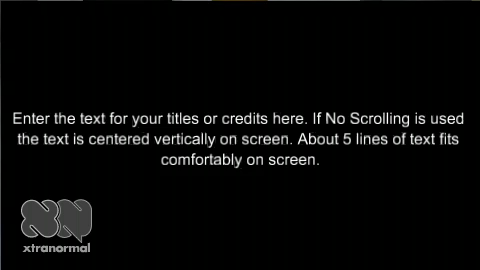 Enter the text for your titles or credits here. If No Scrolling is used
the text is centered vertically on screen. About 5 lines of text fits
comfortably on screen.
XN
xtranormal